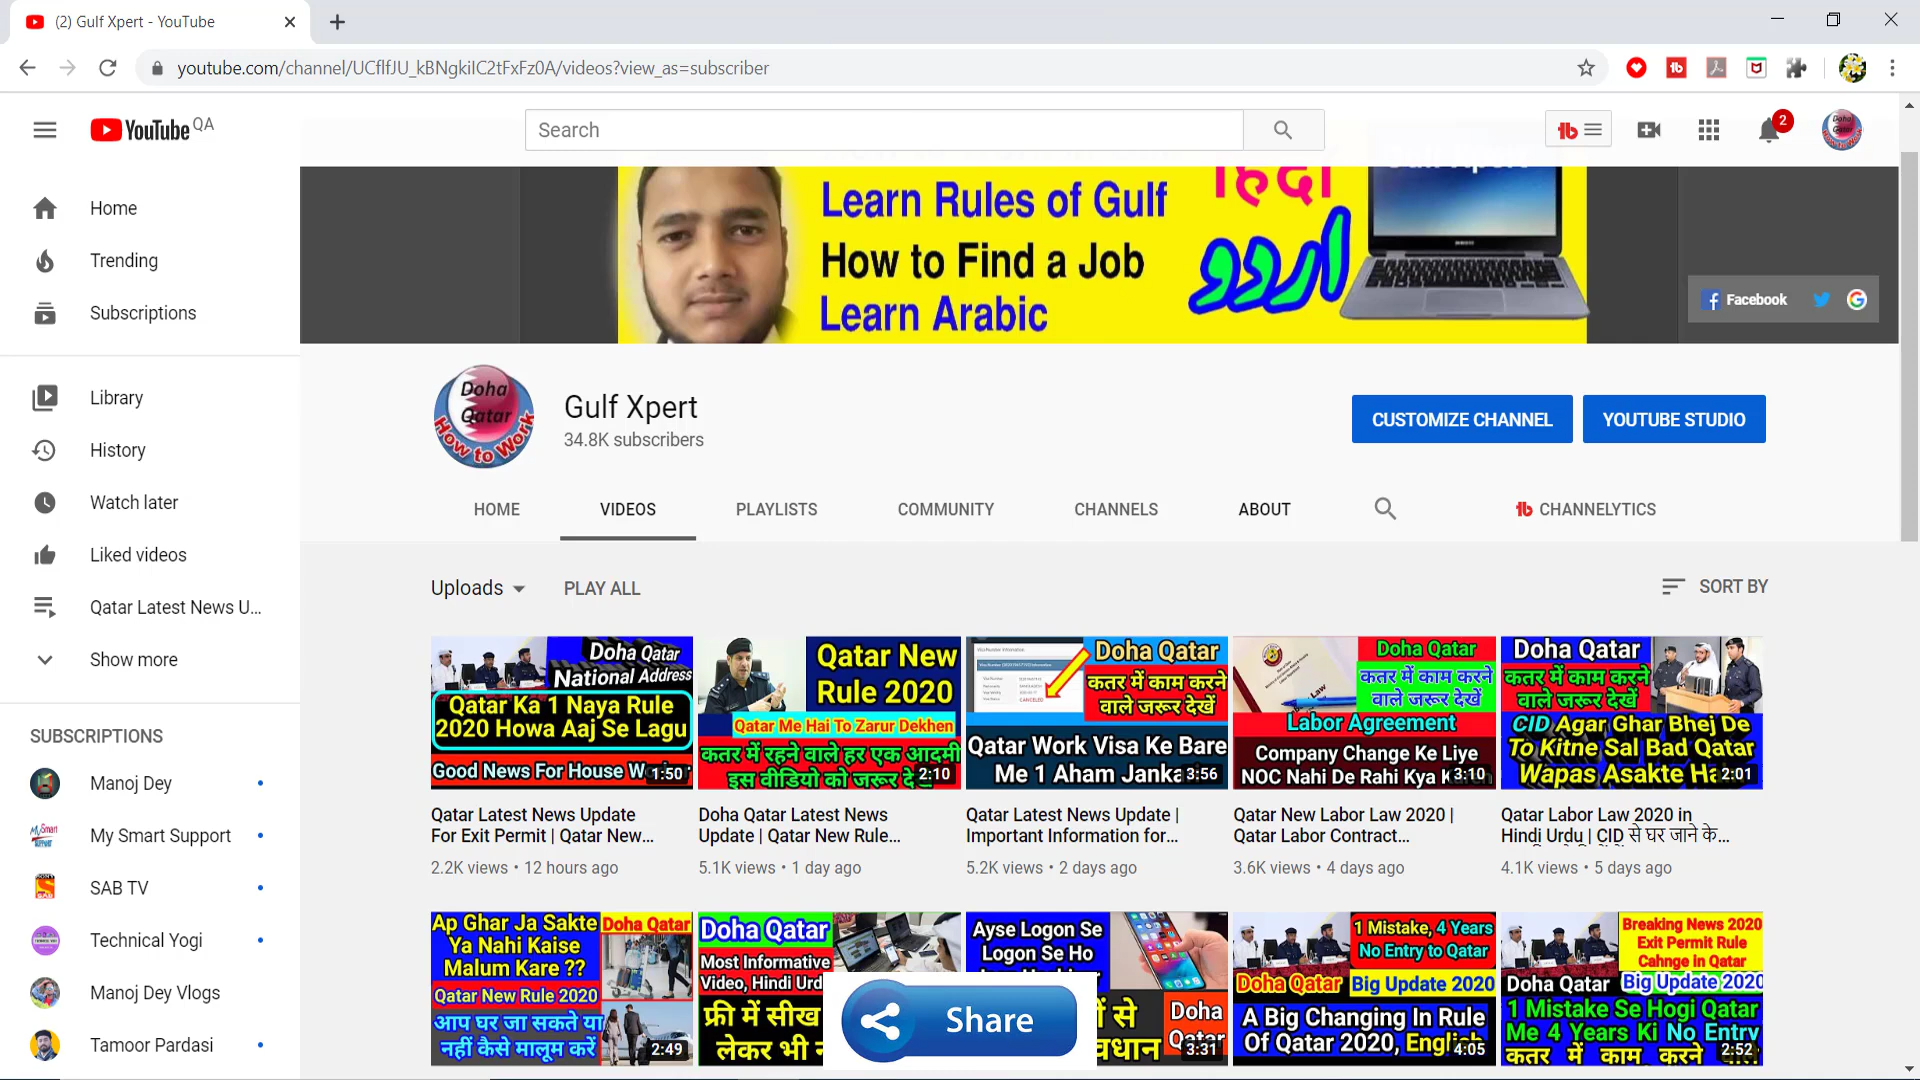 (2) Gulf Xpert - YouTube
youtube.com/channel/UCflfJU_kBNgkilC2tFxFz0A/videos?view_as=subscriber
YouTube QA
Search
2
Home
Trending
Subscriptions
Library
History
Watch later
Liked videos
Qatar Latest News U...
Show more
SUBSCRIPTIONS
Manoj Dey
My Smart Support
SAB TV
Technical Yogi
Manoj Dey Vlogs
Tamoor Pardasi
Learn Rules of Gulf
How to Find a Job
Learn Arabic
हिंदी
اردو
Facebook
Doha
Qatar
How to Work
Gulf Xpert
34.8K subscribers
CUSTOMIZE CHANNEL
YOUTUBE STUDIO
HOME
VIDEOS
PLAYLISTS
COMMUNITY
CHANNELS
ABOUT
CHANNELYTICS
Uploads
PLAY ALL
SORT BY
Doha Qatar
National Address
Qatar Ka 1 Naya Rule
2020 Howa Aaj Se Lagu
Good News For House
1:50
Qatar Latest News Update
For Exit Permit | Qatar New...
2.2K views • 12 hours ago
Qatar New
Rule 2020
Qatar Me Hai To Zarur Dekhen
कतर में रहने वाले हर एक आदमी
इस वीडियो को जरूर
2:10
Doha Qatar Latest News
Update | Qatar New Rule...
5.1K views • 1 day ago
CANCELED
Doha Qatar
कतर में काम करने
वाले जरूर देखें
Qatar Work Visa Ke Bare
Me 1 Aham
3:56
Qatar Latest News Update |
Important Information for...
5.2K views • 2 days ago
Doha Qatar
कतर में काम करने
वाले जरूर देखें
Labor Agreement
Company Change Ke Liye
NOC Nahi De Rahi Kya
3:10
Qatar New Labor Law 2020 |
Qatar Labor Contract...
3.6K views • 4 days ago
Doha Qatar
कतर में काम करने
वाले जरूर देखें
CID Agar Ghar Bhej De
To Kitne Sal Bad Qatar
Wapas Asakte
2:01
Qatar Labor Law 2020 in
Hindi Urdu | CID से घर जाने के...
4.1K views • 5 days ago
Ap Ghar Ja Sakte
Ya Nahi Kaise
Malum Kare ??
Doha Qatar
Qatar New Rule 2020
आप घर जा सकते या
नहीं कैसे मालूम करें
2:49
Doha Qatar
Most Informative
Video, Hindi
फ्री में सीख
लेकर भी
Ayse Logon Se
Logon Se Ho
से
Doha
Qatar
3:31
Share
1 Mistake, 4 Years
No Entry to Qatar
Doha Qatar
Big Update 2020
A Big Changing In Rule
Of Qatar 2020, English
4:05
Breaking News 2020
Exit Permit Rule
Cahnge in Qatar
Doha Qatar
Big Update 2020
1 Mistake Se Hogi Qatar
Me 4 Years Ki No Entry
कतर में काम करने
2:52